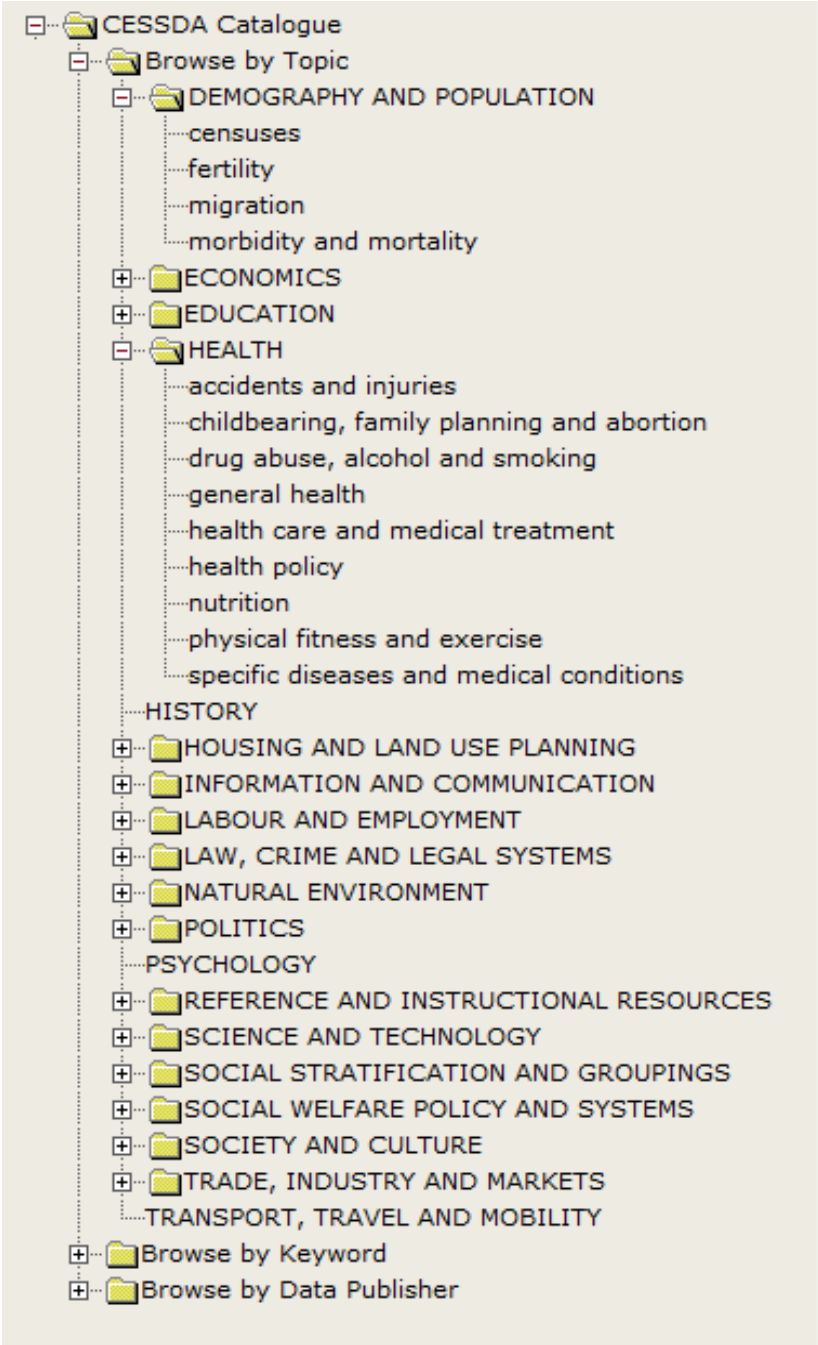 CESSDA Catalogue
Browse by Topic
DEMOGRAPHY AND POPULATION
censuses
fertility
migration
morbidity and mortality
ECONOMICS
EDUCATION
HEALTH
accidents and injuries
childbearing, family planning and abortion
drug abuse, alcohol and smoking
general health
health care and medical treatment
health policy
nutrition
physical fitness and exercise
specific diseases and medical conditions
HISTORY
HOUSING AND LAND USE PLANNING
INFORMATION AND COMMUNICATION
LABOUR AND EMPLOYMENT
LAW, CRIME AND LEGAL SYSTEMS
NATURAL ENVIRONMENT
POLITICS
PSYCHOLOGY
REFERENCE AND INSTRUCTIONAL RESOURCES
SCIENCE AND TECHNOLOGY
SOCIAL STRATIFICATION AND GROUPINGS
SOCIAL WELFARE POLICY AND SYSTEMS
SOCIETY AND CULTURE
TRADE, INDUSTRY AND MARKETS
TRANSPORT, TRAVEL AND MOBILITY
Browse by Keyword
Browse by Data Publisher